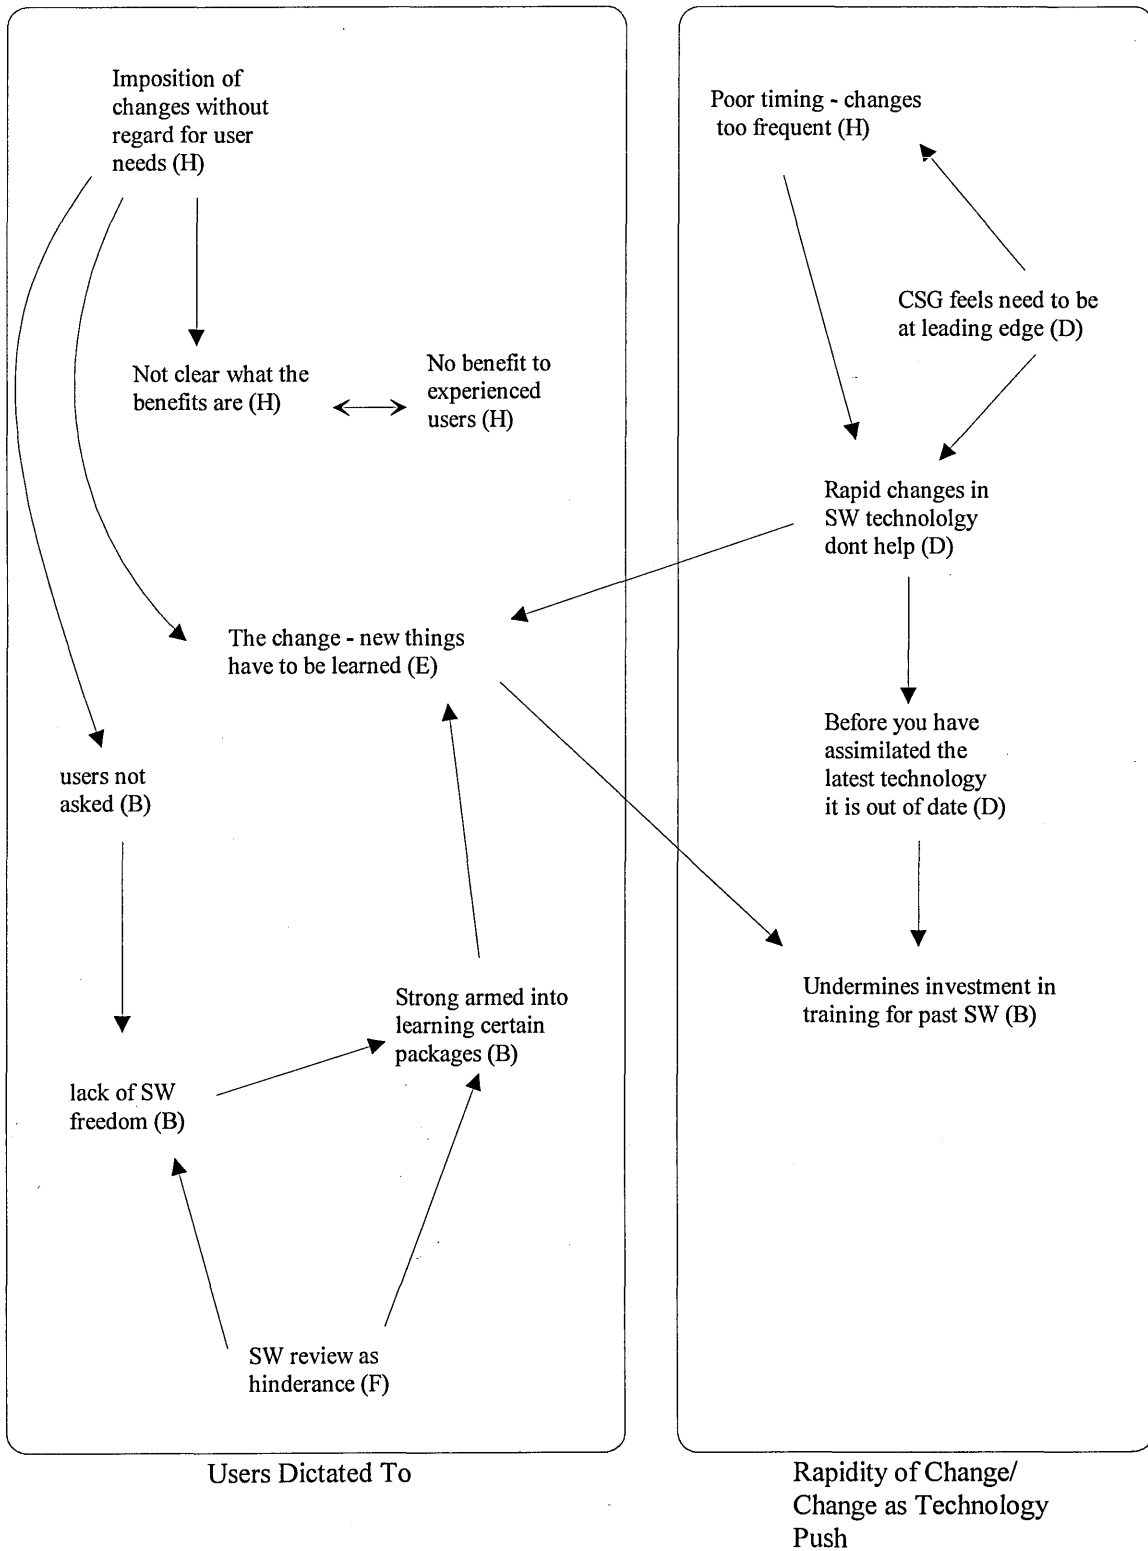 Imposition of
changes without
regard for user
needs (H)
Not clear what the
benefits are (H)
No benefit to
experienced
users (H)
The change - new things
have to be learned (E)
users not
asked (B)
Strong armed into
learning certain
packages (B)
lack of SW
freedom (B)
SW review as
hinderance (F)
Users Dictated To
Poor timing - changes
too frequent (H)
CSG feels need to be
at leading edge (D)
Rapid changes in
SW technololgy
dont help (D)
Before you have
assimilated the
latest technology
it is out of date (D)
Undermines investment in
training for past SW (B)
Rapidity of Change/
Change as Technology
Push